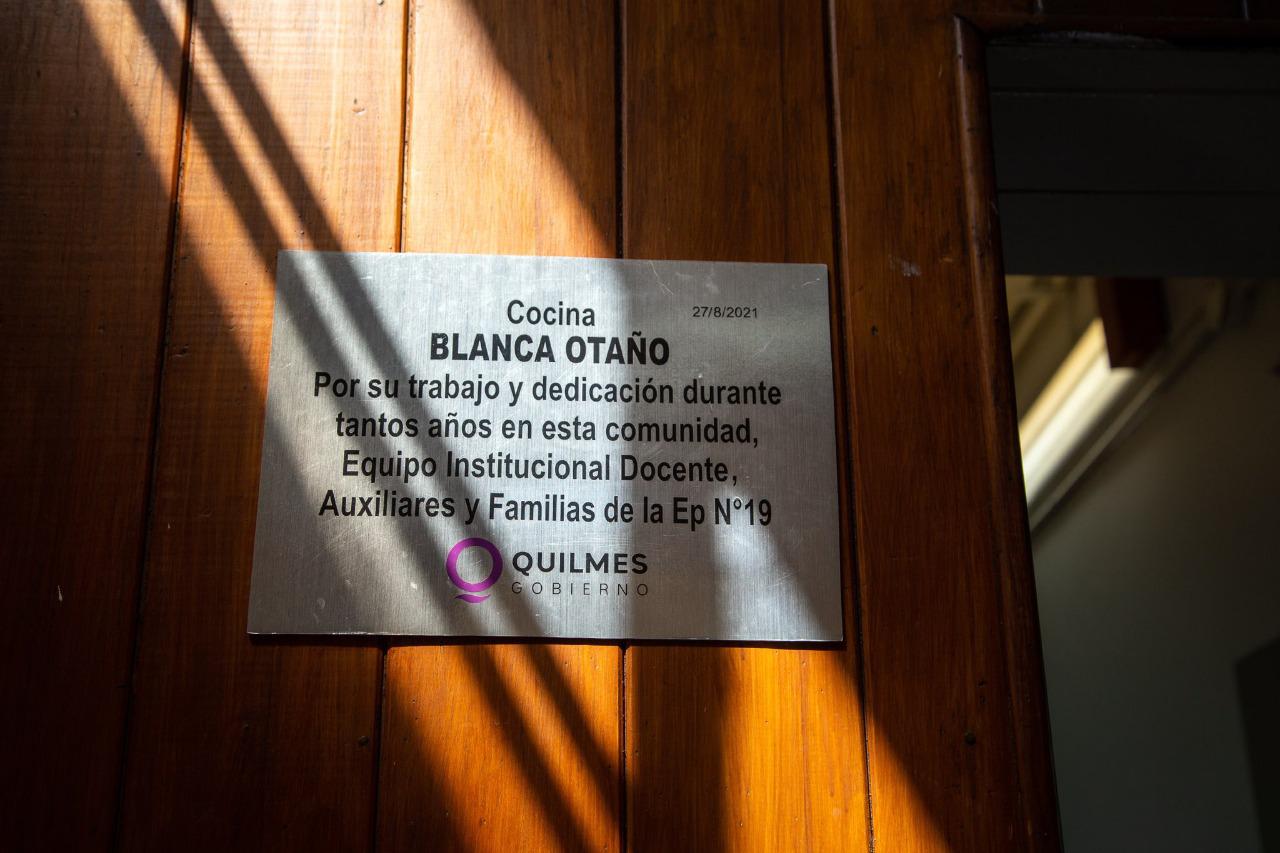 Cocina 27/8/2021
BLANCA OTAÑO
Por su trabajo y dedicación durante
tantos años en esta comunidad,
Equipo Institucional Docente,
Auxiliares y Familias de la Ep N°19
QUILMES
GOBIERNO